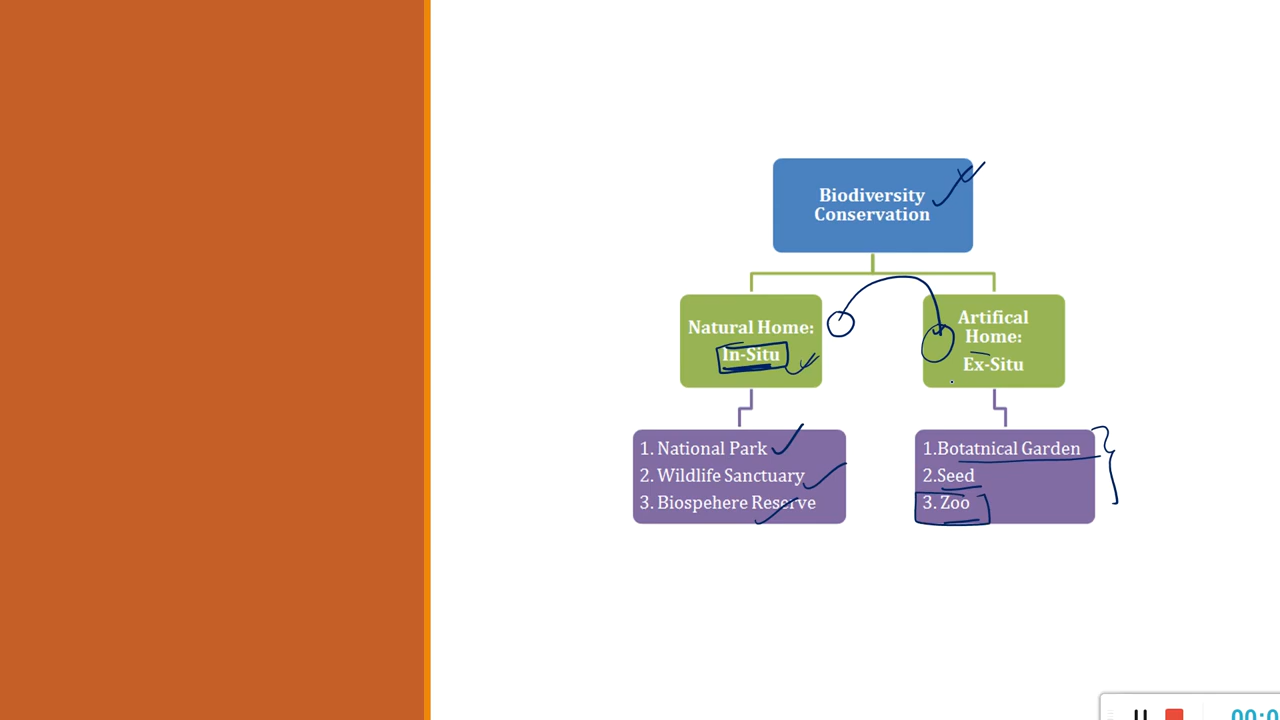 Biodiversity
Conservation
Natural Home:
In-Situ
Artifical
Home:
Ex-Situ
1. National Park
2. Wildlife Sanctuary
3. Biospehere Reserve
1.Botatnical Garden
2.Seed
3. Zoo